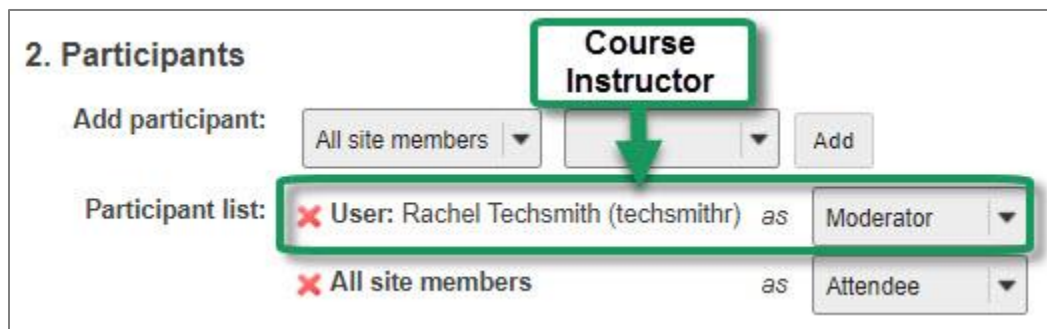 2. Participants
Course
Instructor
Add participant:
All site members
Add
Participant list:
User: Rachel Techsmith (techsmithr) as Moderator
All site members as Attendee